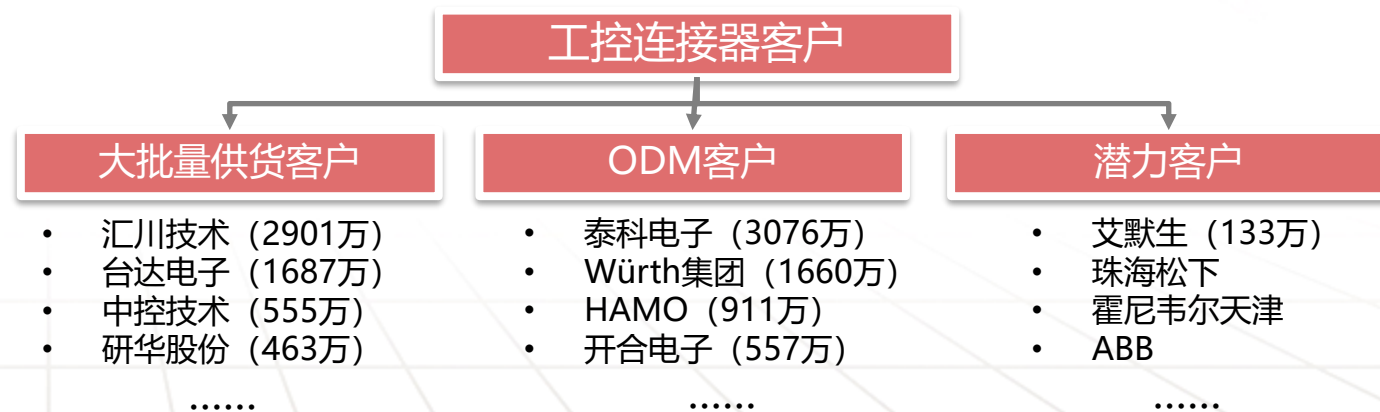 工控连接器客户
大批量供货客户
• 汇川技术（2901万）
• 台达电子（1687万）
• 中控技术（555万）
• 研华股份（463万）
……
ODM客户
• 泰科电子（3076万）
• Würth集团（1660万）
• HAMO（911万）
• 开合电子（557万）
……
潜力客户
• 艾默生（133万）
• 珠海松下
• 霍尼韦尔天津
• ABB
……